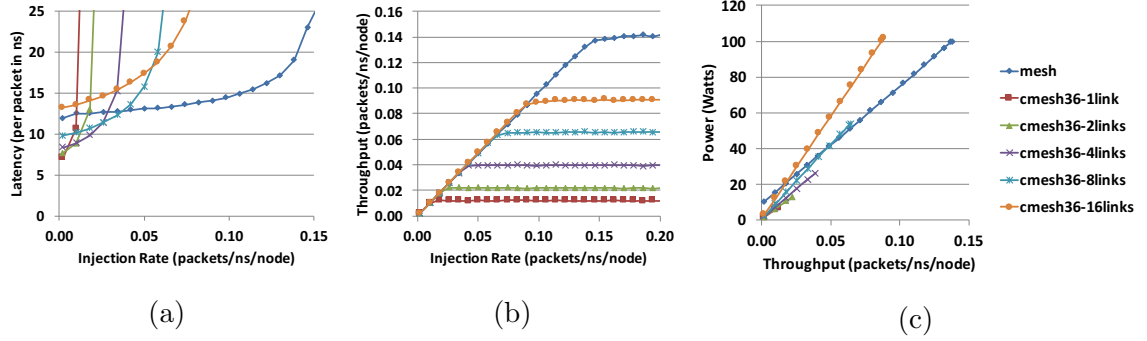 Latency (per packet in ns)
25
20
15
10
5
0
0.00
0.05
0.10
0.15
Injection Rate (packets/ns/node)
(a)
Throughput (packets/ns/node)
0.16
0.14
0.12
0.10
0.08
0.06
0.04
0.02
0.00
0.00
0.05
0.10
0.15
0.20
Injection Rate (packets/ns/node)
(b)
Power (Watts)
120
100
80
60
40
20
0
0.00
0.05
0.10
0.15
Throughput (packets/ns/node)
(c)
mesh
cmesh36-1link
cmesh36-2links
cmesh36-4links
cmesh36-8links
cmesh36-16links